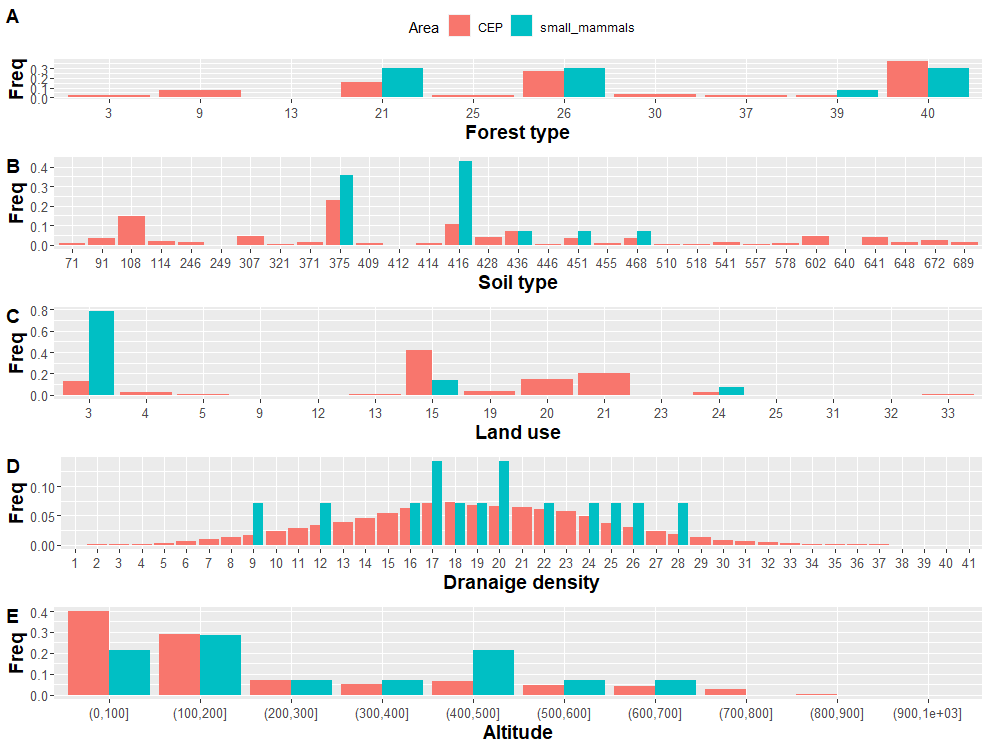 A
Area CEP small_mammals
Freq
0.3
0.2
0.1
0.0
3 9 13 21 25 26 30 37 39 40
Forest type
B
Freq
0.4
0.3
0.2
0.1
0.0
71 91 108 114 246 249 307 321 371 375 409 412 414 416 428 436 446 451 455 468 510 518 541 557 578 602 640 641 648 672 689
Soil type
C
Freq
0.8
0.6
0.4
0.2
0.0
3 4 5 9 12 13 15 19 20 21 23 24 25 31 32 33
Land use
D
Freq
0.10
0.05
0.00
1 2 3 4 5 6 7 8 9 10 11 12 13 14 15 16 17 18 19 20 21 22 23 24 25 26 27 28 29 30 31 32 33 34 35 36 37 38 39 40 41
Dranaige density
E
Freq
0.4
0.3
0.2
0.1
0.0
(0,100] (100,200] (200,300] (300,400] (400,500] (500,600] (600,700] (700,800] (800,900] (900,1e+03]
Altitude